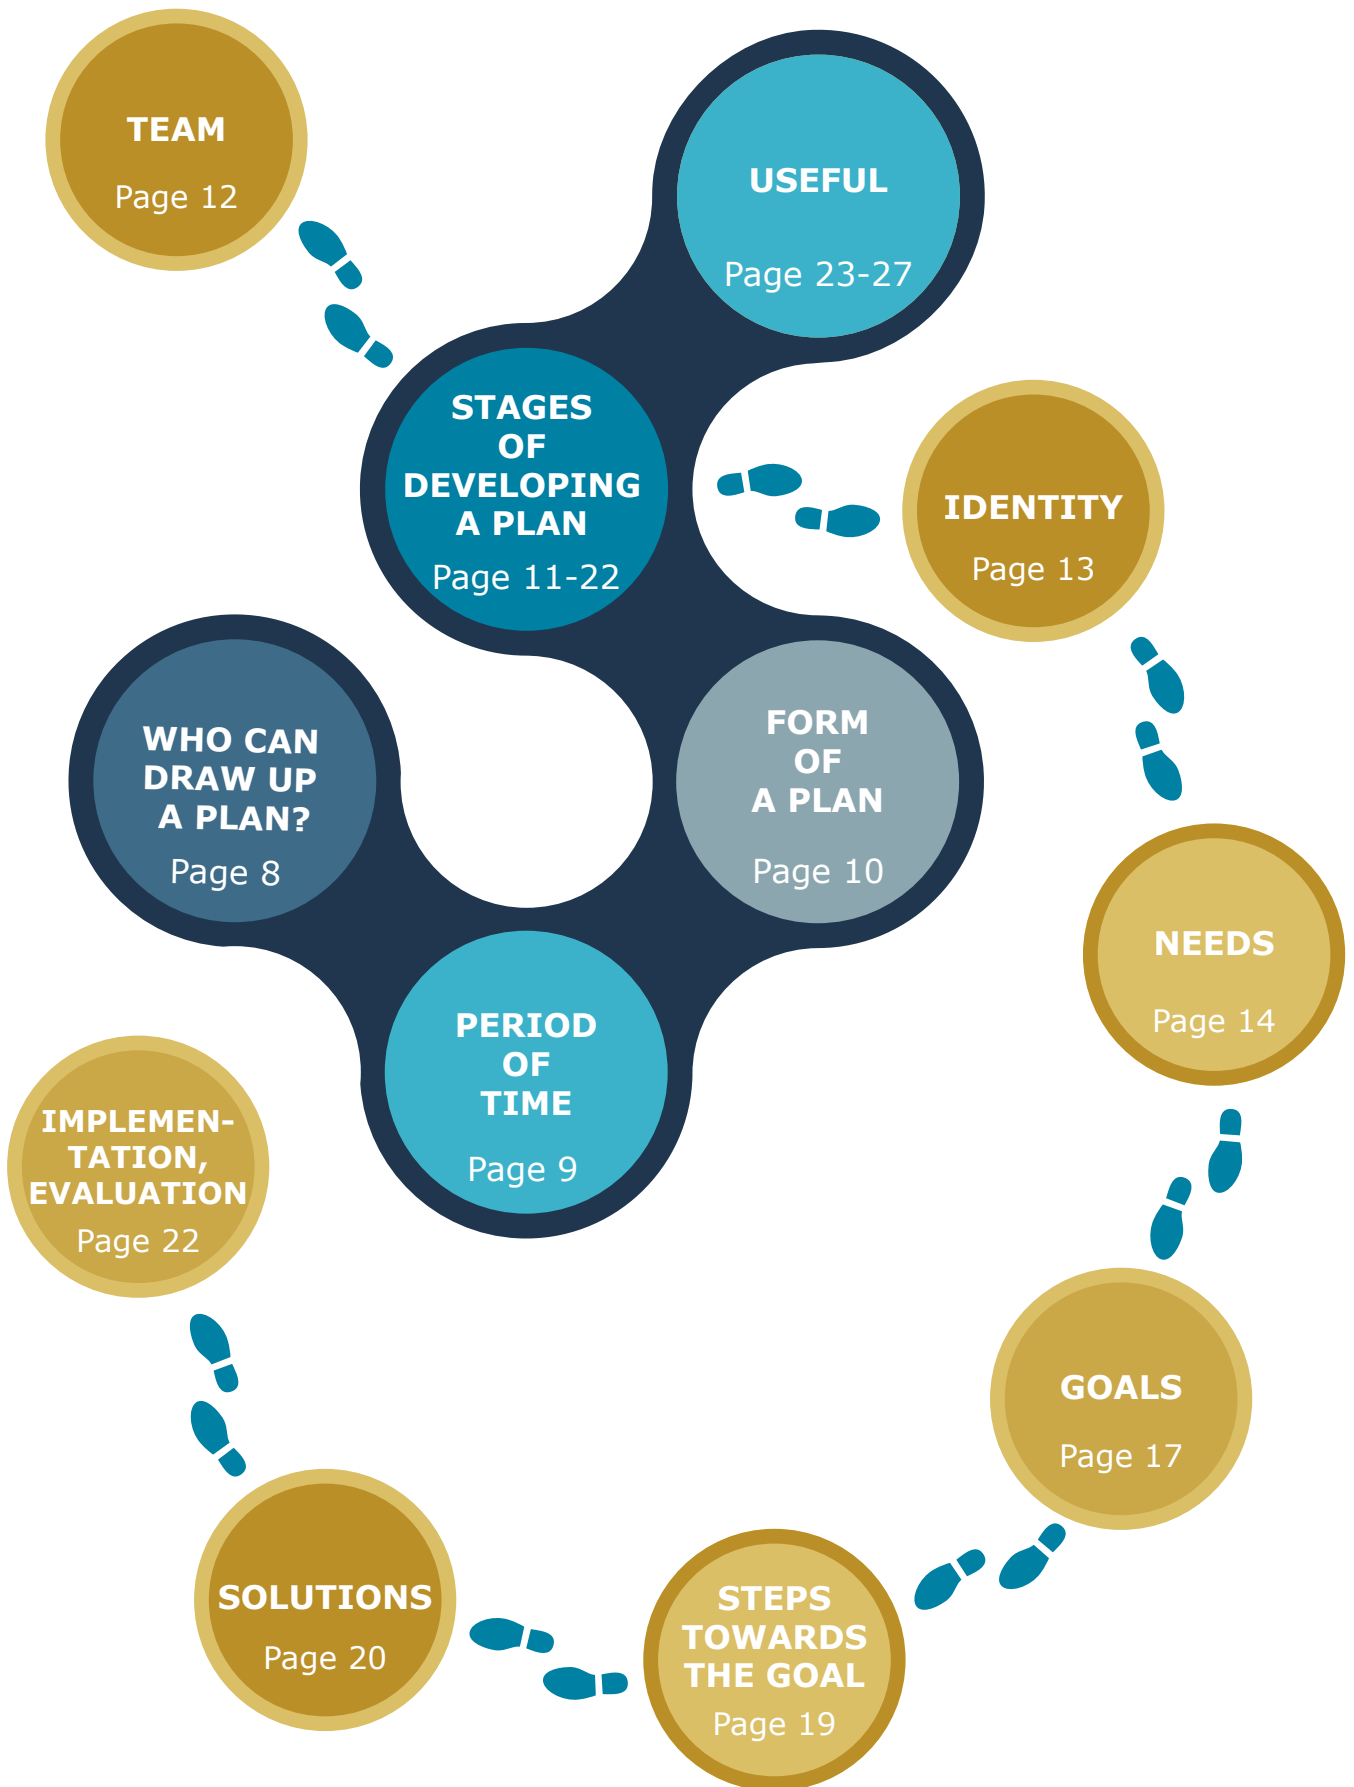 TEAM
Page 12
USEFUL
Page 23-27
STAGES
OF
DEVELOPING
A PLAN
Page 11-22
IDENTITY
Page 13
WHO CAN
DRAW UP
A PLAN?
Page 8
FORM
OF
A PLAN
Page 10
NEEDS
Page 14
PERIOD
OF
TIME
Page 9
IMPLEMEN-
TATION,
EVALUATION
Page 22
GOALS
Page 17
SOLUTIONS
Page 20
STEPS
TOWARDS
THE GOAL
Page 19